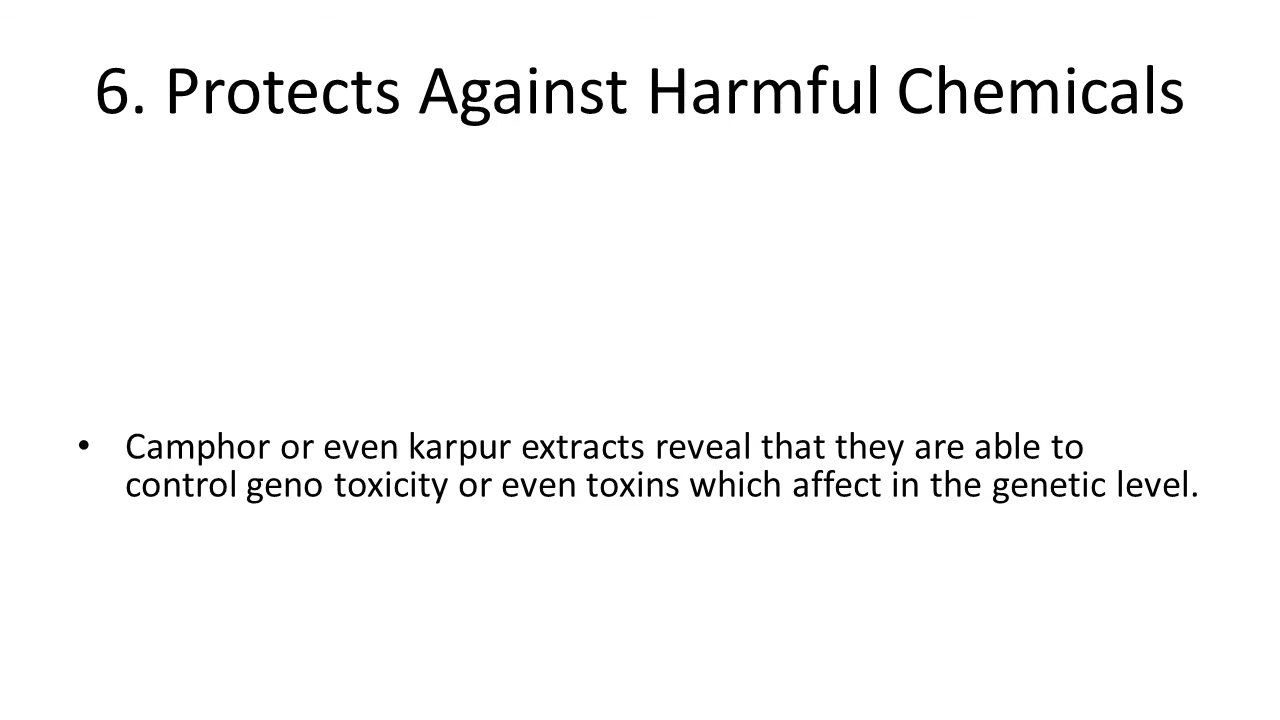 6. Protects Against Harmful Chemicals
• Camphor or even karpur extracts reveal that they are able to
control geno toxicity or even toxins which affect in the genetic level.